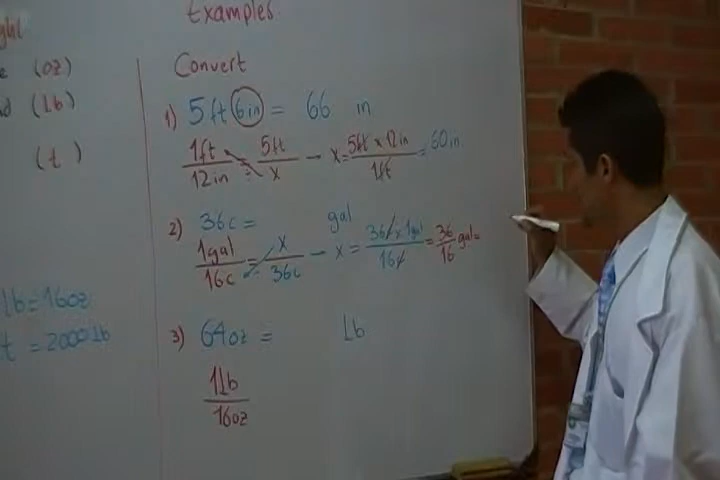 Examples
(oz)
(Lb)
(t)
lb=16oz
t =2000Lb
Convert
1) 5ft 6in = 66 in
1ft/12in = 5ft/x – x=5ft x 12in/1ft=60in
2) 36c= gal
1gal/16c = x/36c – x = 36c x 1gal/16c = 36/16 gal=
3) 64oz = Lb
1Lb/16oz